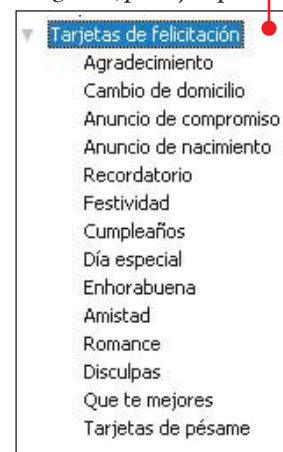 Tarjetas de felicitación
Agradecimiento
Cambio de domicilio
Anuncio de compromiso
Anuncio de nacimiento
Recordatorio
Festividad
Cumpleaños
Día especial
Enhorabuena
Amistad
Romance
Disculpas
Que te mejores
Tarjetas de pésame